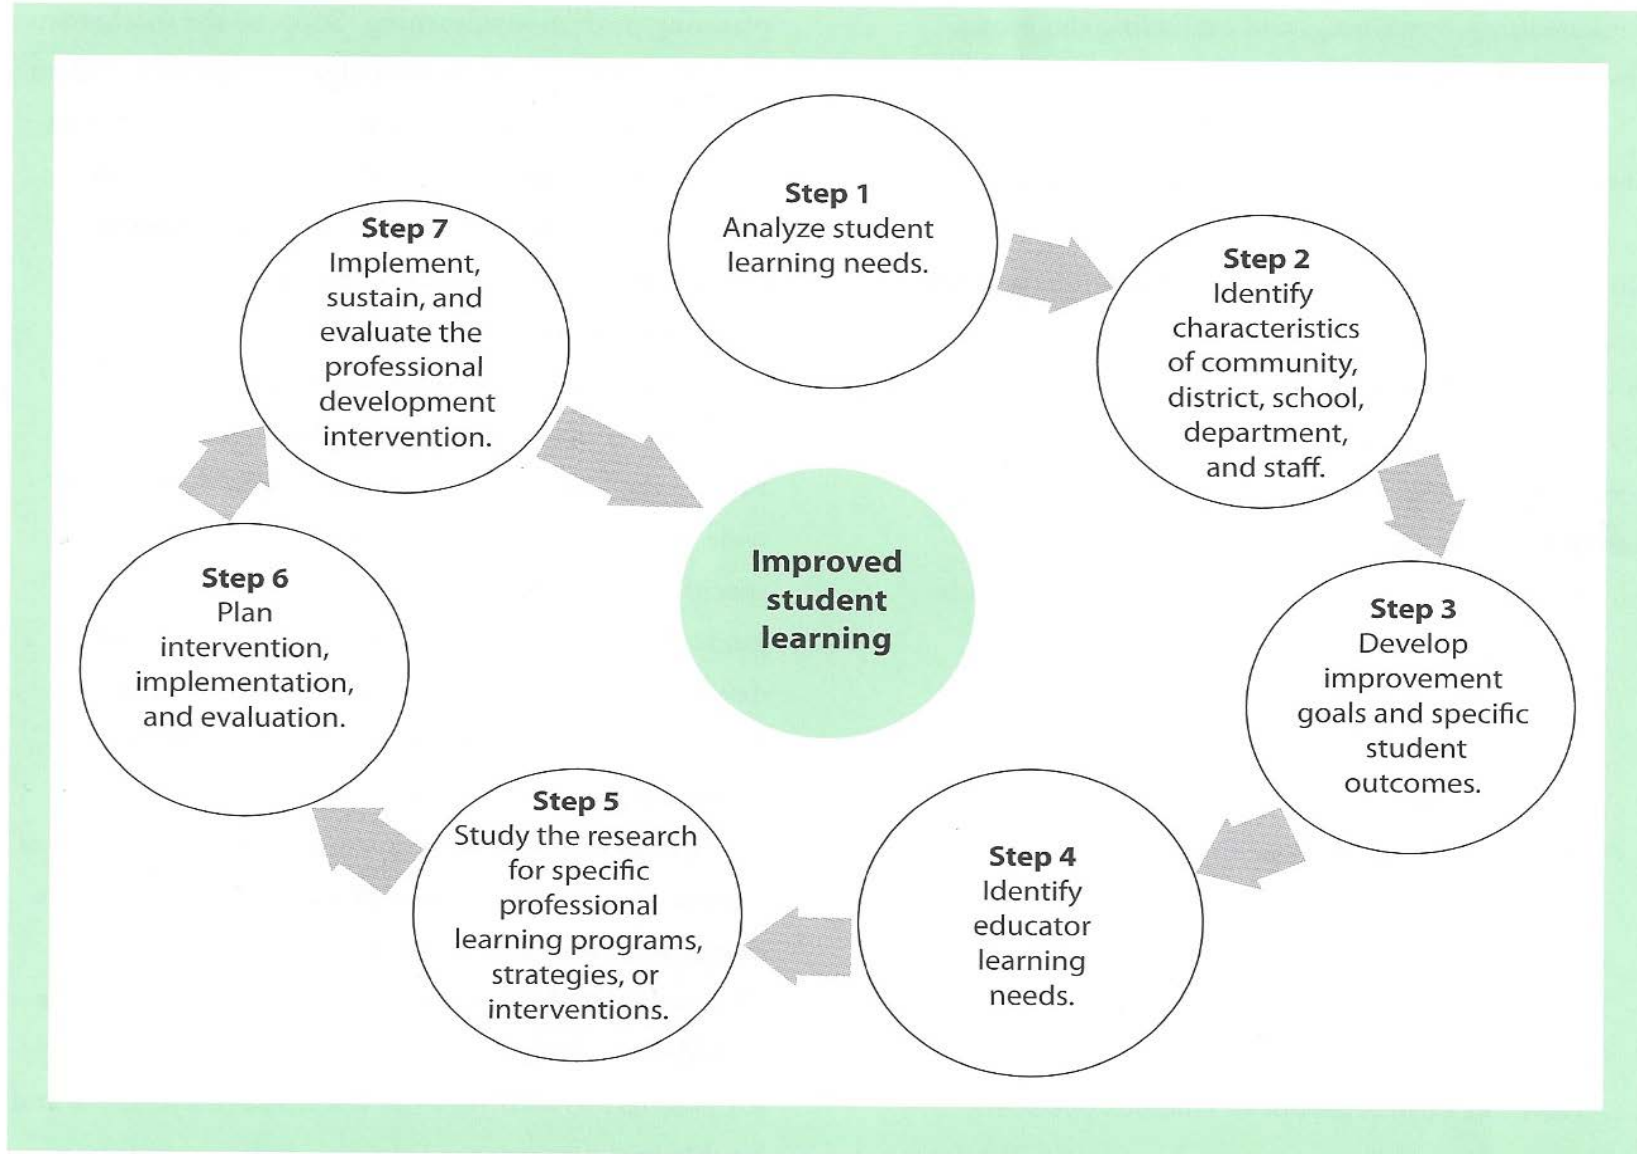 Step 1
Analyze student
learning needs.
Step 2
Identify
characteristics
of community,
district, school,
department,
and staff.
Step 3
Develop
improvement
goals and specific
student
outcomes.
Step 4
Identify
educator
learning
needs.
Step 5
Study the research
for specific
professional
learning programs,
strategies, or
interventions.
Step 6
Plan
intervention,
implementation,
and evaluation.
Step 7
Implement,
sustain, and
evaluate the
professional
development
intervention.
Improved
student
learning